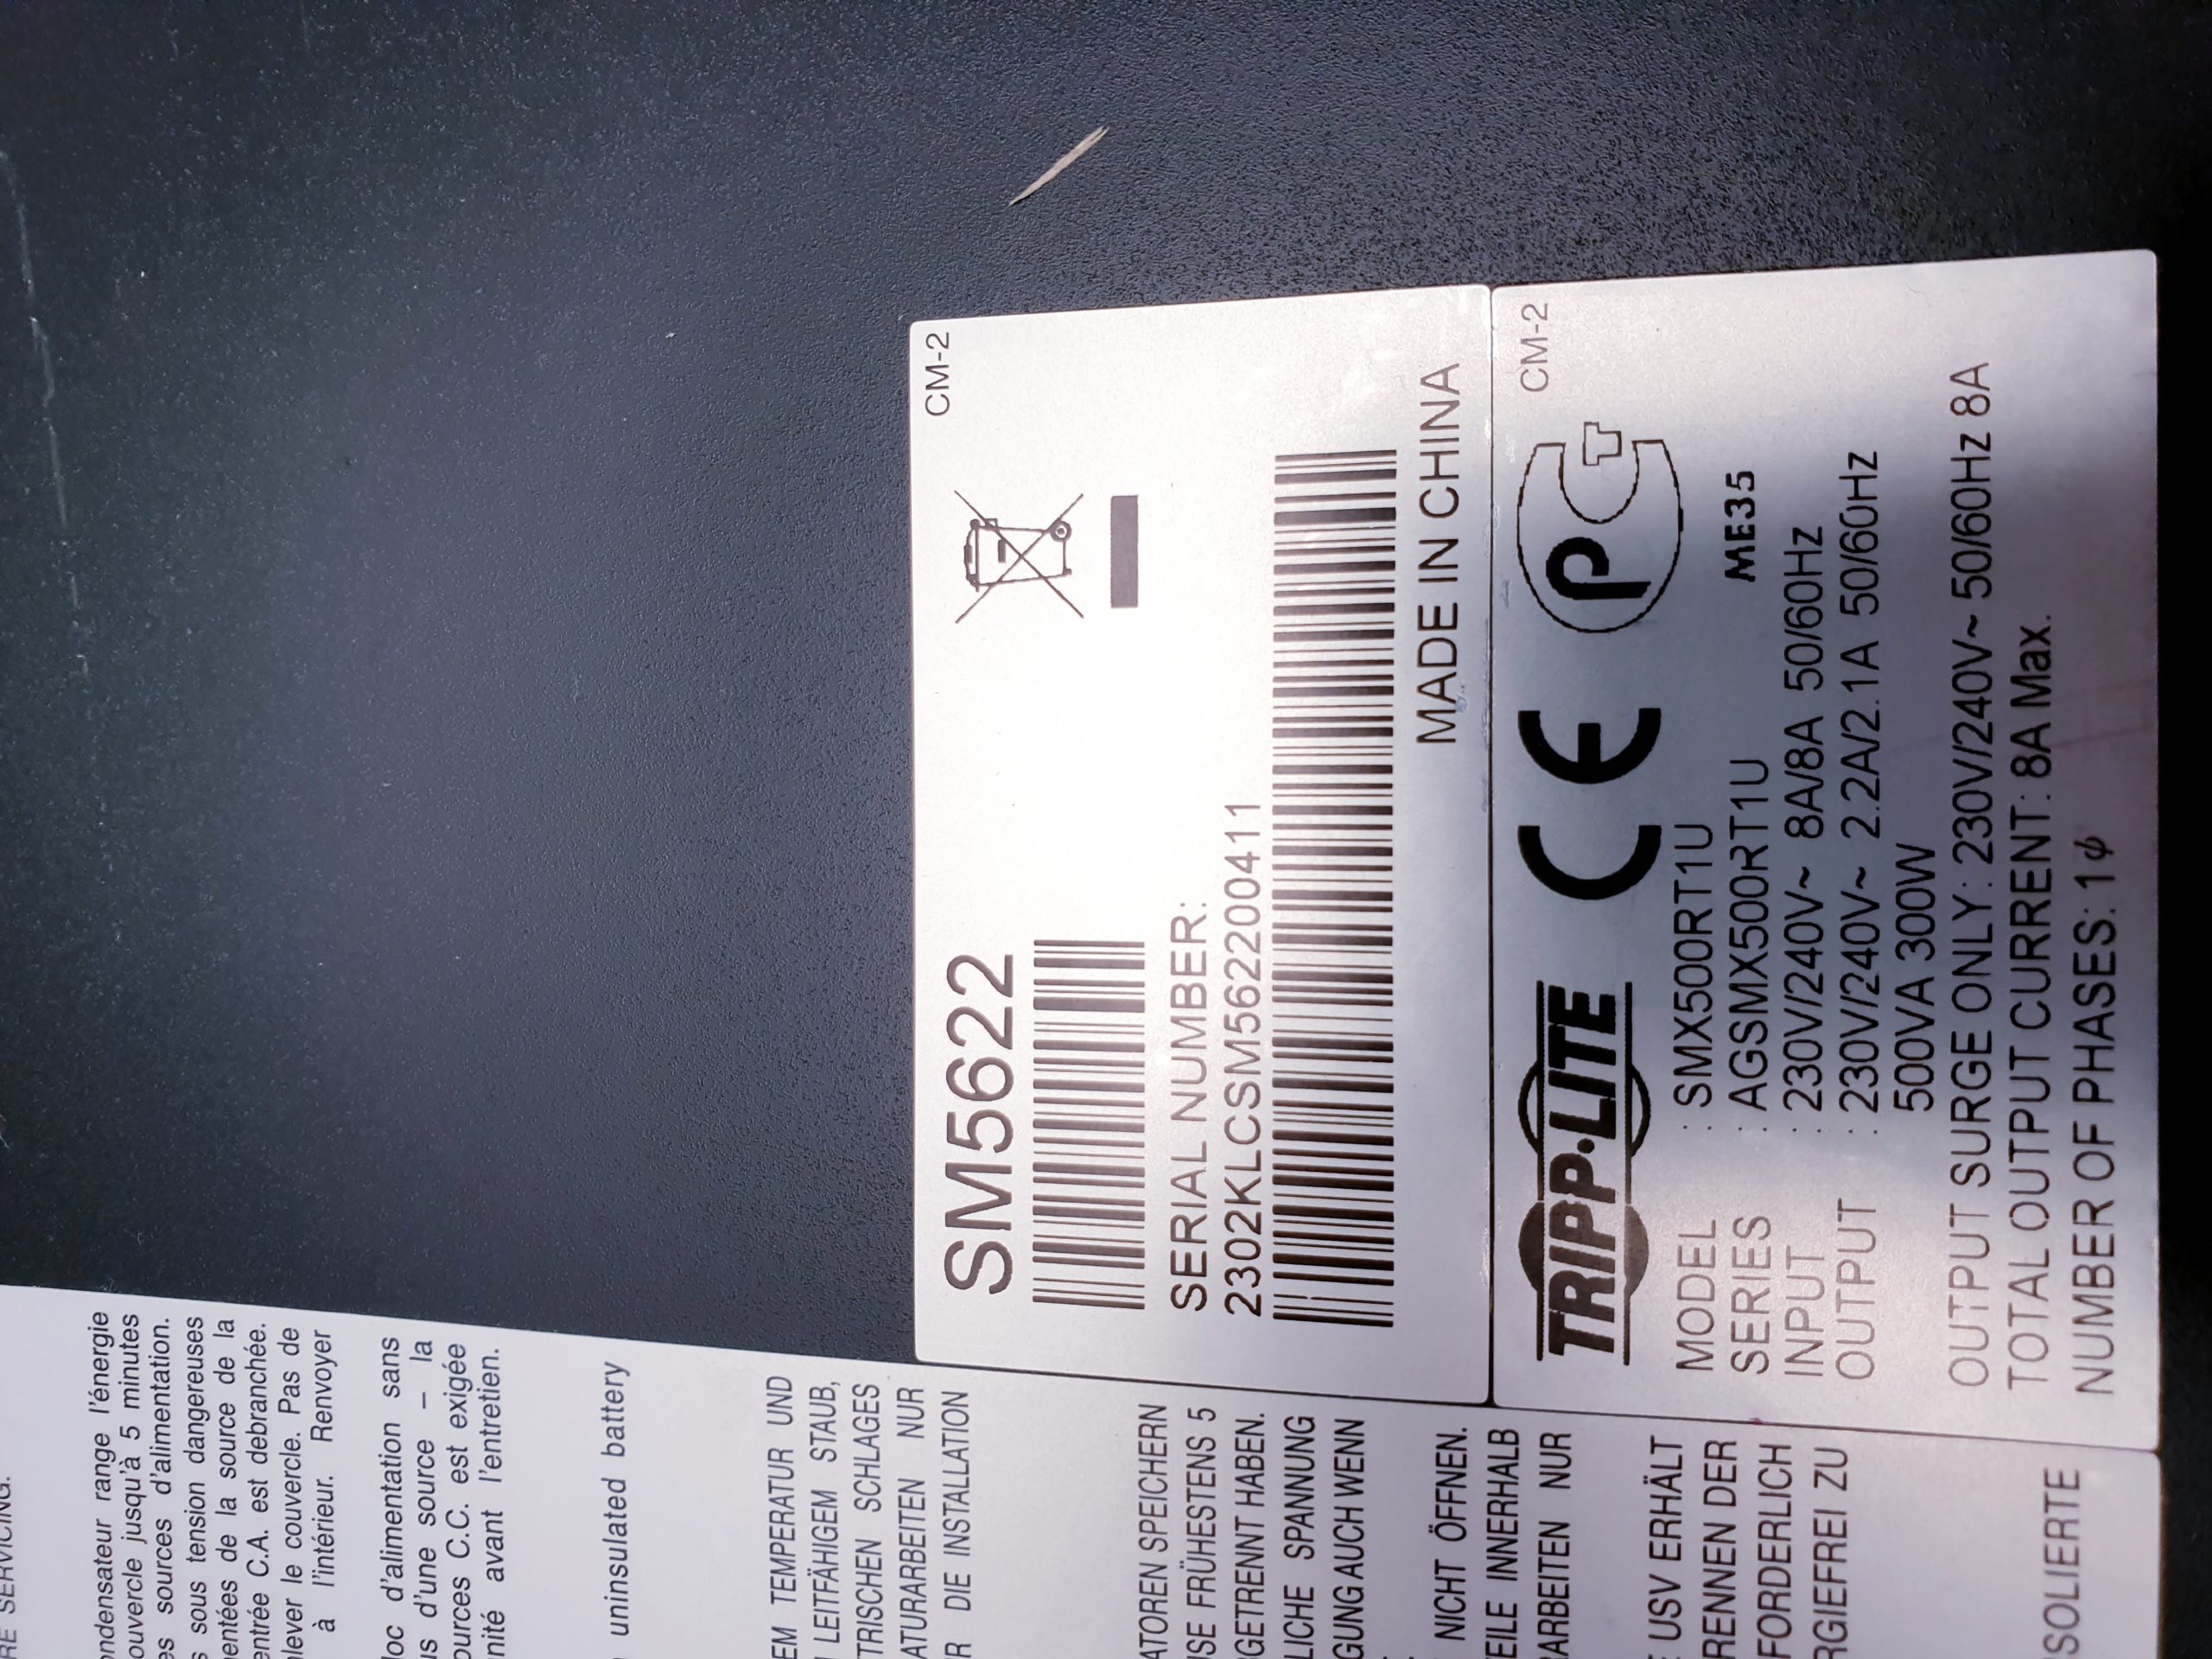 RE SERVICING.
ondensateur range l'énergie
ouvercle jusqu'à 5 minutes
es sources d'alimentation.
s sous tension dangereuses
entées de la source de la
entrée C.A. est debranchée.
lever le couvercle. Pas de
à l'intérieur. Renvoyer
loc d'alimentation sans
us d'une source – la
ources C.C. est exigée
nité avant l'entretien.
uninsulated battery
EM TEMPERATUR UND
LEITFÄHIGEM STAUB,
TRISCHEN SCHLAGES
ATURARBEITEN NUR
R DIE INSTALLATION
ATOREN SPEICHERN
SE FRÜHESTENS 5
GETRENNT HABEN.
LICHE SPANNUNG
GUNG AUCH WENN
NICHT ÖFFNEN.
TEILE INNERHALB
ARBEITEN NUR
USV ERHÄLT
RENNEN DER
FORDERLICH
RGIEFREI ZU
SOLIERTE
CM-2
SM5622
SERIAL NUMBER:
2302KLCSM562200411
MADE IN CHINA
CM-2
TRIPP·LITE CE PC
ME35
MODEL : SMX500RT1U
SERIES : AGSMX500RT1U
INPUT : 230V/240V~ 8A/8A 50/60Hz
OUTPUT : 230V/240V~ 2.2A/2.1A 50/60Hz
500VA 300W
OUTPUT SURGE ONLY: 230V/240V~ 50/60Hz 8A
TOTAL OUTPUT CURRENT: 8A Max.
NUMBER OF PHASES: 1ϕ